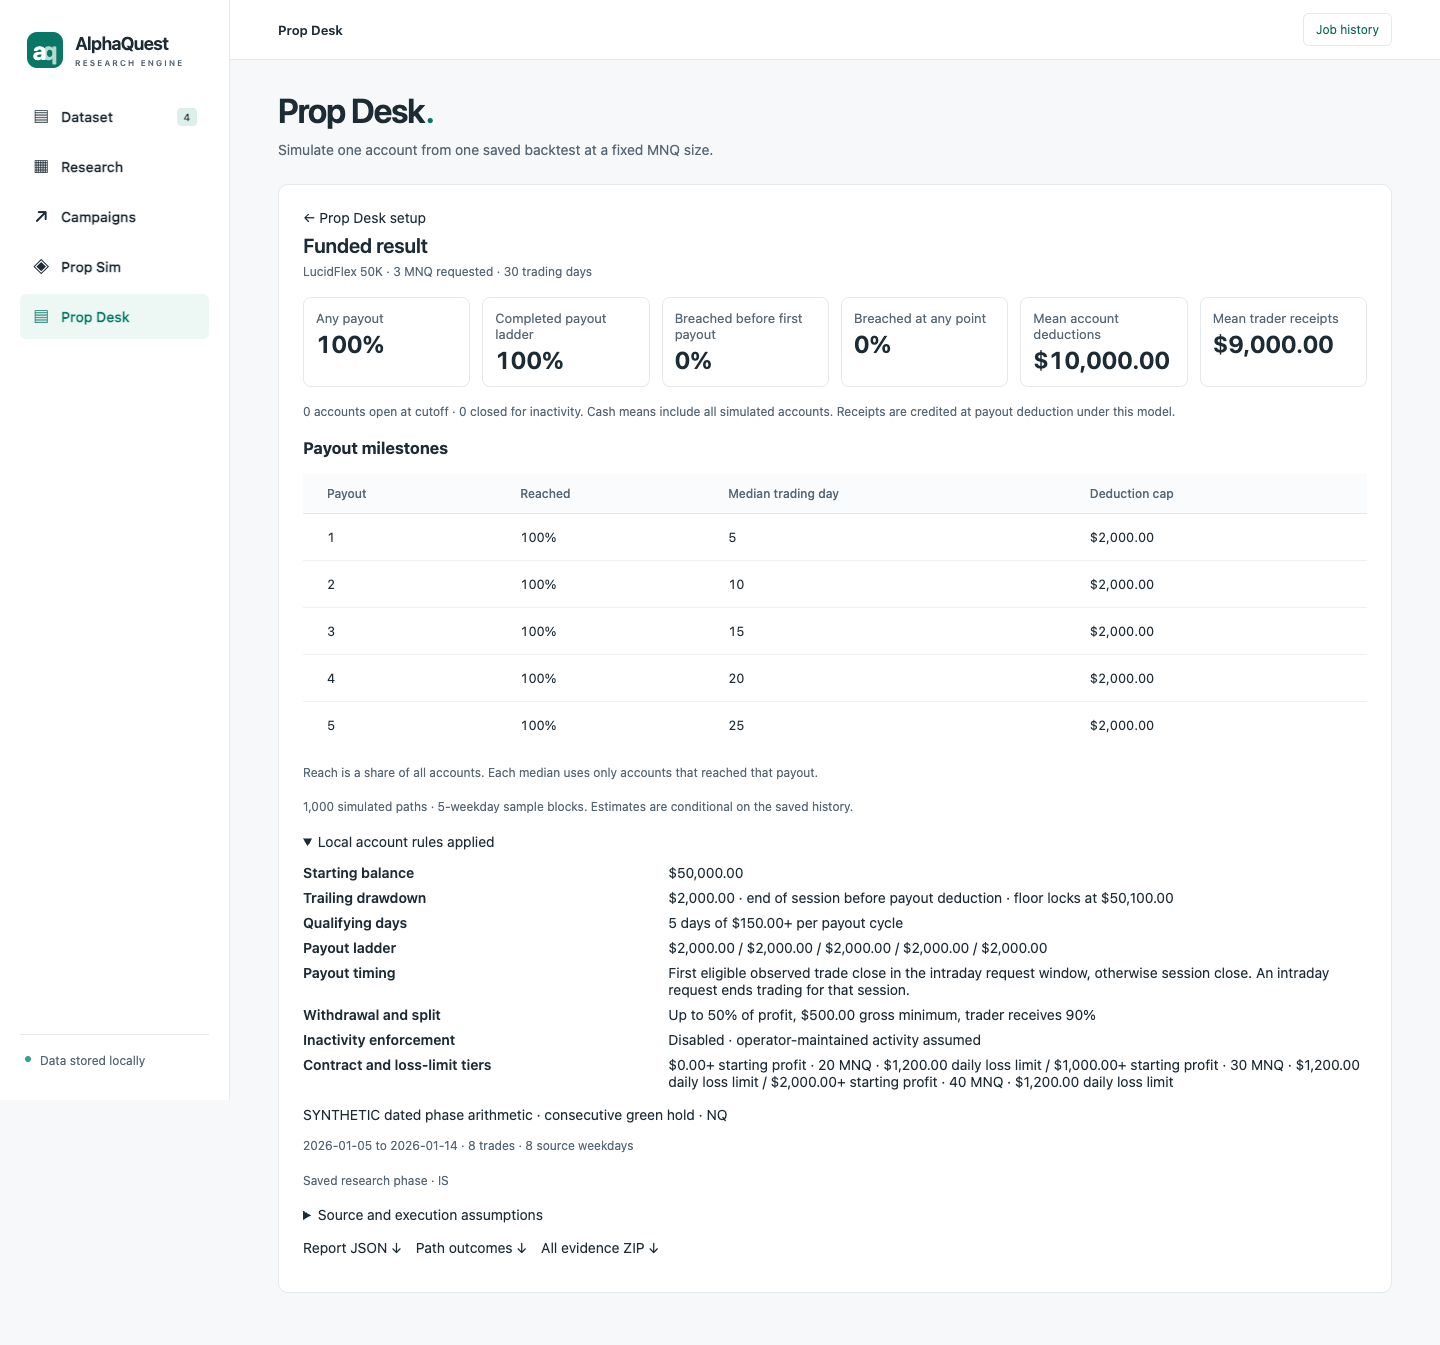 aq
AlphaQuest
RESEARCH ENGINE
Dataset 4
Research
Campaigns
Prop Sim
Prop Desk
Data stored locally
Prop Desk
Job history
Prop Desk.
Simulate one account from one saved backtest at a fixed MNQ size.
← Prop Desk setup
Funded result
LucidFlex 50K · 3 MNQ requested · 30 trading days
Any payout
100%
Completed payout
ladder
100%
Breached before first
payout
0%
Breached at any point
0%
Mean account
deductions
$10,000.00
Mean trader receipts
$9,000.00
0 accounts open at cutoff · 0 closed for inactivity. Cash means include all simulated accounts. Receipts are credited at payout deduction under this model.
Payout milestones
Payout Reached Median trading day Deduction cap
1 100% 5 $2,000.00
2 100% 10 $2,000.00
3 100% 15 $2,000.00
4 100% 20 $2,000.00
5 100% 25 $2,000.00
Reach is a share of all accounts. Each median uses only accounts that reached that payout.
1,000 simulated paths · 5-weekday sample blocks. Estimates are conditional on the saved history.
▼ Local account rules applied
Starting balance $50,000.00
Trailing drawdown $2,000.00 · end of session before payout deduction · floor locks at $50,100.00
Qualifying days 5 days of $150.00+ per payout cycle
Payout ladder $2,000.00 / $2,000.00 / $2,000.00 / $2,000.00 / $2,000.00
Payout timing First eligible observed trade close in the intraday request window, otherwise session close. An intraday
request ends trading for that session.
Withdrawal and split Up to 50% of profit, $500.00 gross minimum, trader receives 90%
Inactivity enforcement Disabled · operator-maintained activity assumed
Contract and loss-limit tiers $0.00+ starting profit · 20 MNQ · $1,200.00 daily loss limit / $1,000.00+ starting profit · 30 MNQ · $1,200.00
daily loss limit / $2,000.00+ starting profit · 40 MNQ · $1,200.00 daily loss limit
SYNTHETIC dated phase arithmetic · consecutive green hold · NQ
2026-01-05 to 2026-01-14 · 8 trades · 8 source weekdays
Saved research phase · IS
▶ Source and execution assumptions
Report JSON ↓ Path outcomes ↓ All evidence ZIP ↓